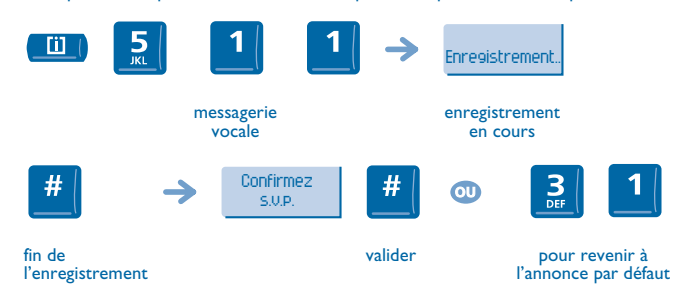 [i] 5 JKL 1 1 Enregistrement..
messagerie
vocale
enregistrement
en cours
# Confirmez
S.V.P. # OU 3 DEF 1
fin de
l'enregistrement
valider
pour revenir à
l'annonce par défaut